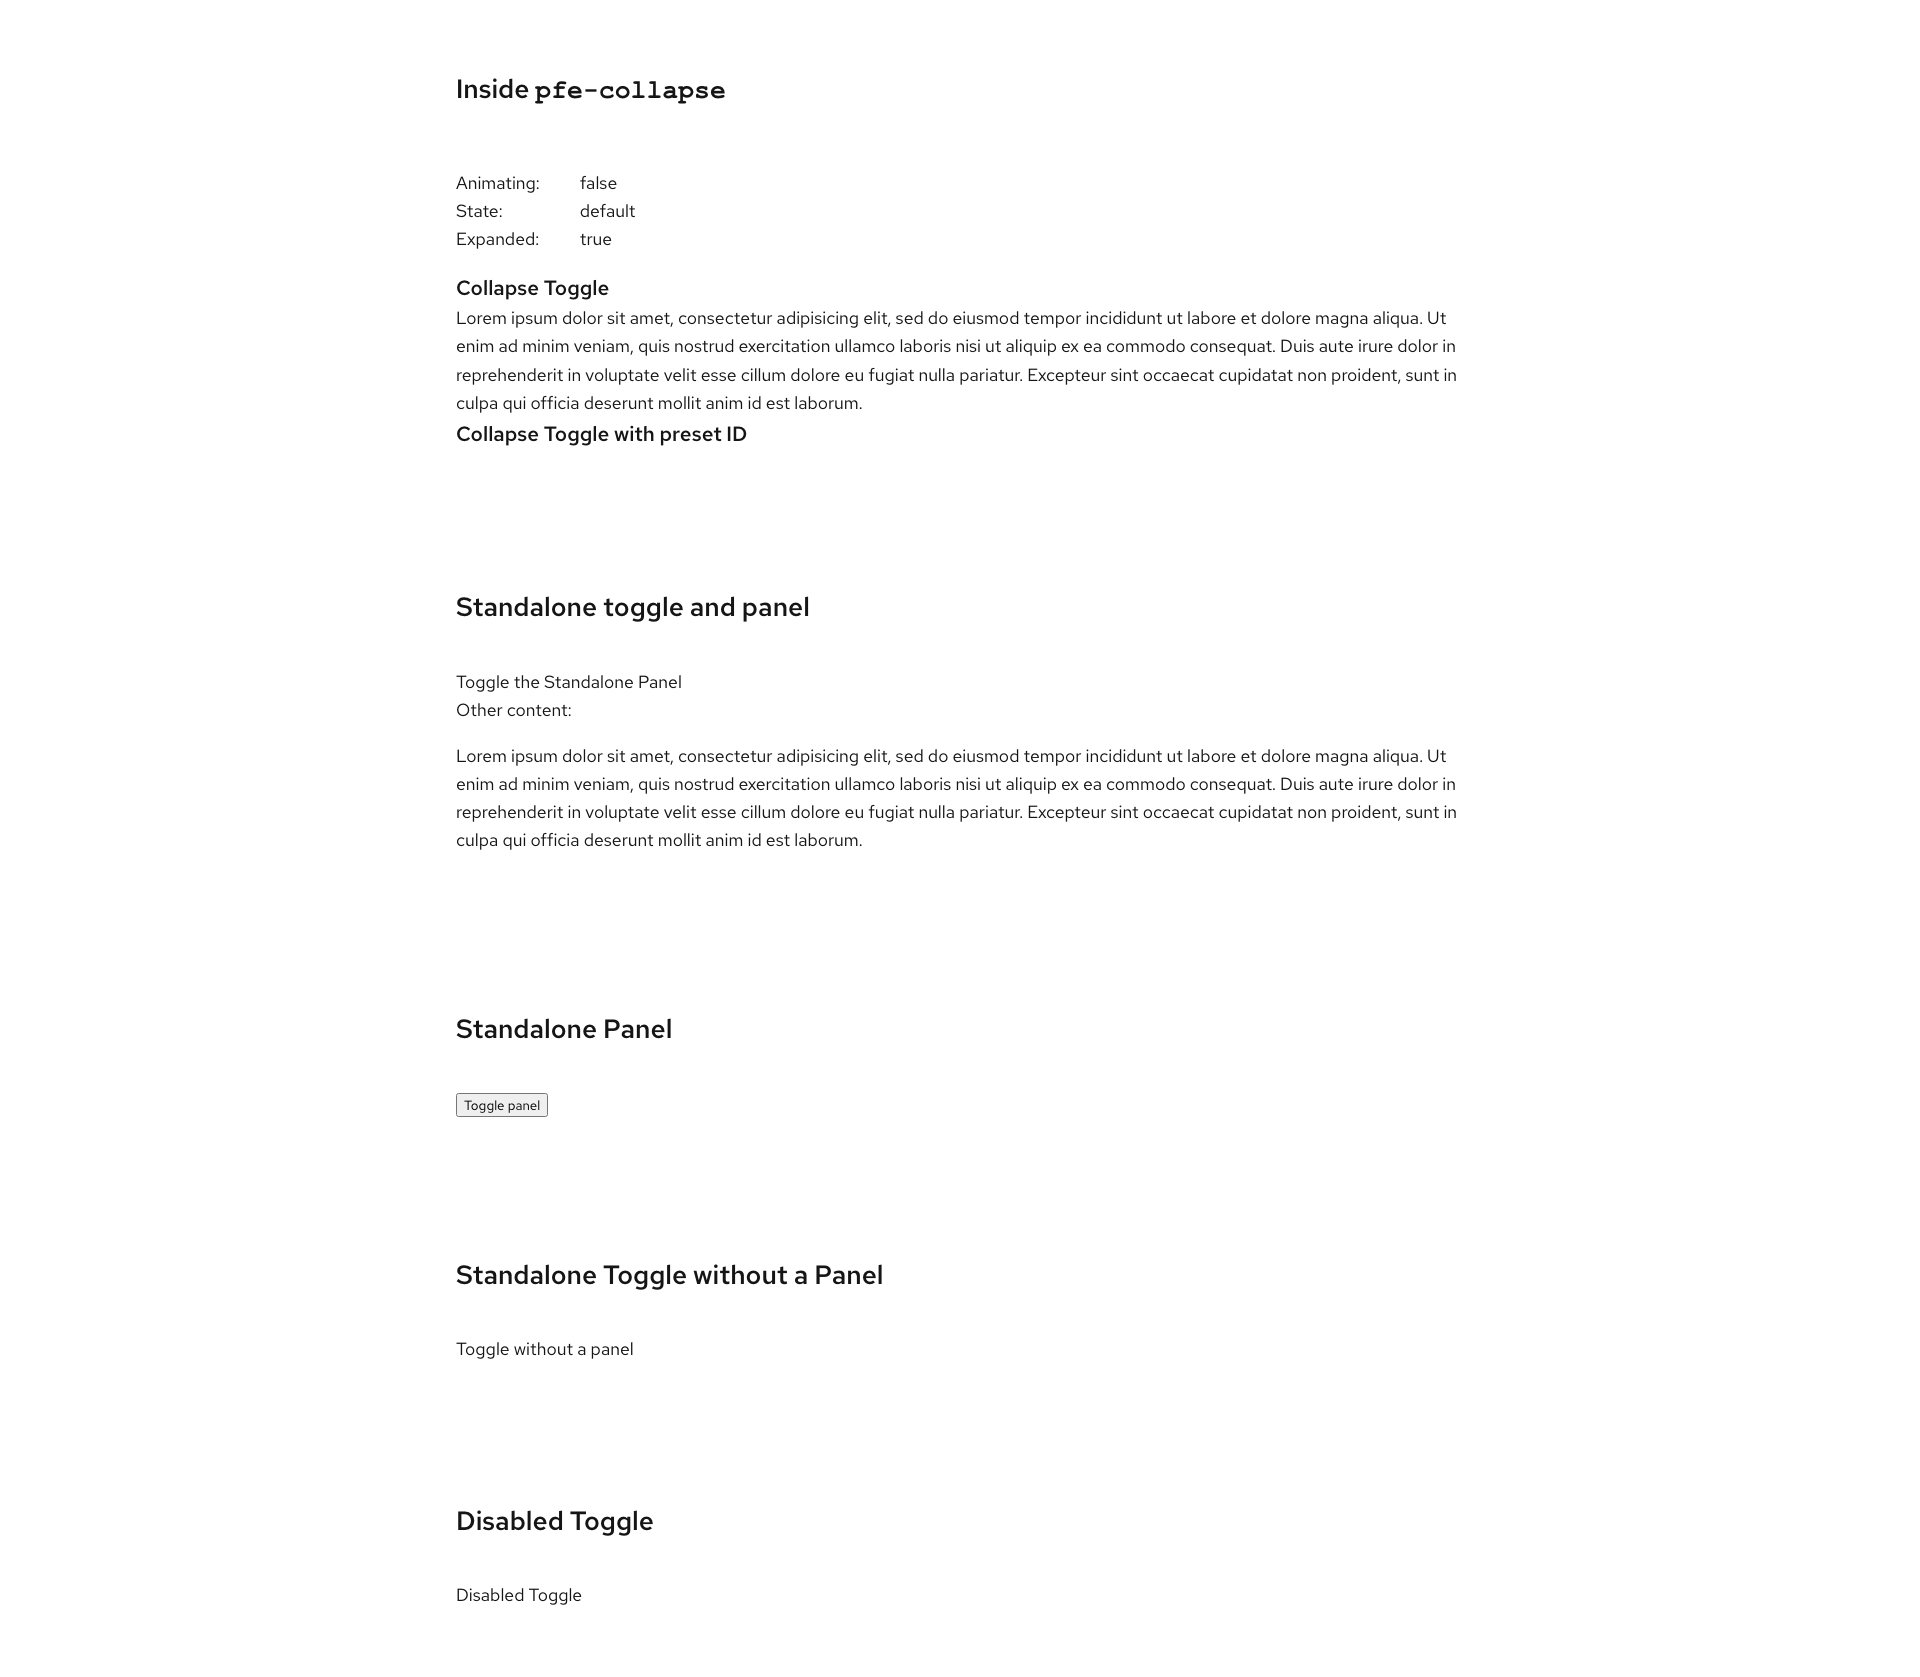 Inside pfe-collapse
Animating: false
State: default
Expanded: true
Collapse Toggle
Lorem ipsum dolor sit amet, consectetur adipisicing elit, sed do eiusmod tempor incididunt ut labore et dolore magna aliqua. Ut
enim ad minim veniam, quis nostrud exercitation ullamco laboris nisi ut aliquip ex ea commodo consequat. Duis aute irure dolor in
reprehenderit in voluptate velit esse cillum dolore eu fugiat nulla pariatur. Excepteur sint occaecat cupidatat non proident, sunt in
culpa qui officia deserunt mollit anim id est laborum.
Collapse Toggle with preset ID
Standalone toggle and panel
Toggle the Standalone Panel
Other content:
Lorem ipsum dolor sit amet, consectetur adipisicing elit, sed do eiusmod tempor incididunt ut labore et dolore magna aliqua. Ut
enim ad minim veniam, quis nostrud exercitation ullamco laboris nisi ut aliquip ex ea commodo consequat. Duis aute irure dolor in
reprehenderit in voluptate velit esse cillum dolore eu fugiat nulla pariatur. Excepteur sint occaecat cupidatat non proident, sunt in
culpa qui officia deserunt mollit anim id est laborum.
Standalone Panel
Toggle panel
Standalone Toggle without a Panel
Toggle without a panel
Disabled Toggle
Disabled Toggle